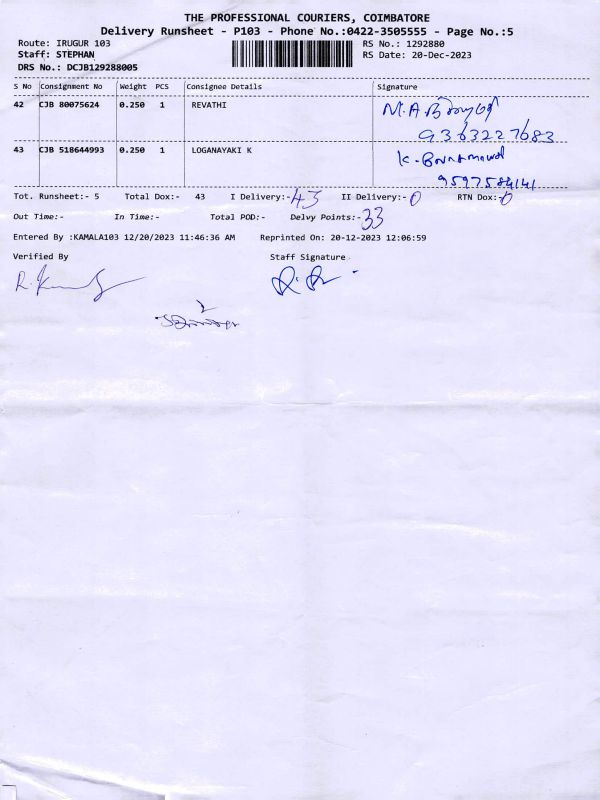 THE PROFESSIONAL COURIERS, COIMBATORE
Delivery Runsheet - P103 - Phone No.:0422-3505555 - Page No.:5
Route: IRUGUR 103
RS No.: 1292880
Staff: STEPHAN
RS Date: 20-Dec-2023
DRS No.: DCJB129288005
S No Consignment No Weight PCS Consignee Details Signature
42 CJB 80075624 0.250 1 REVATHI
M.A
9363227683
43 CJB 518644993 0.250 1 LOGANAYAKI K
K.
9597584141
Tot. Runsheet:- 5 Total Dox:- 43 I Delivery:- 43 II Delivery:- 0 RTN Dox:- 0
Out Time:- In Time:- Total POD:- Delvy Points:- 33
Entered By :KAMALA103 12/20/2023 11:46:36 AM Reprinted On: 20-12-2023 12:06:59
Verified By Staff Signature